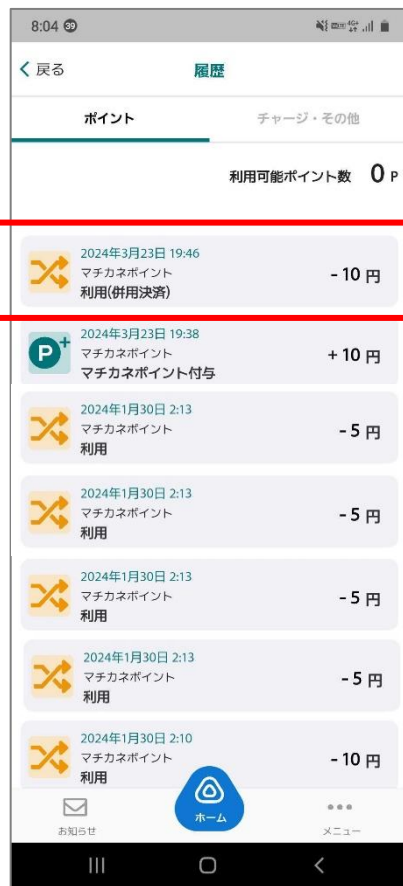 8:04 39
戻る
履歴
ポイント
チャージ・その他
利用可能ポイント数 0 P
2024年3月23日 19:46
マチカネポイント
利用(併用決済)
- 10 円
2024年3月23日 19:38
マチカネポイント
マチカネポイント付与
+ 10 円
2024年1月30日 2:13
マチカネポイント
利用
- 5 円
2024年1月30日 2:13
マチカネポイント
利用
- 5 円
2024年1月30日 2:13
マチカネポイント
利用
- 5 円
2024年1月30日 2:13
マチカネポイント
利用
- 5 円
2024年1月30日 2:10
マチカネポイント
利用
- 10 円
お知らせ
ホーム
メニュー